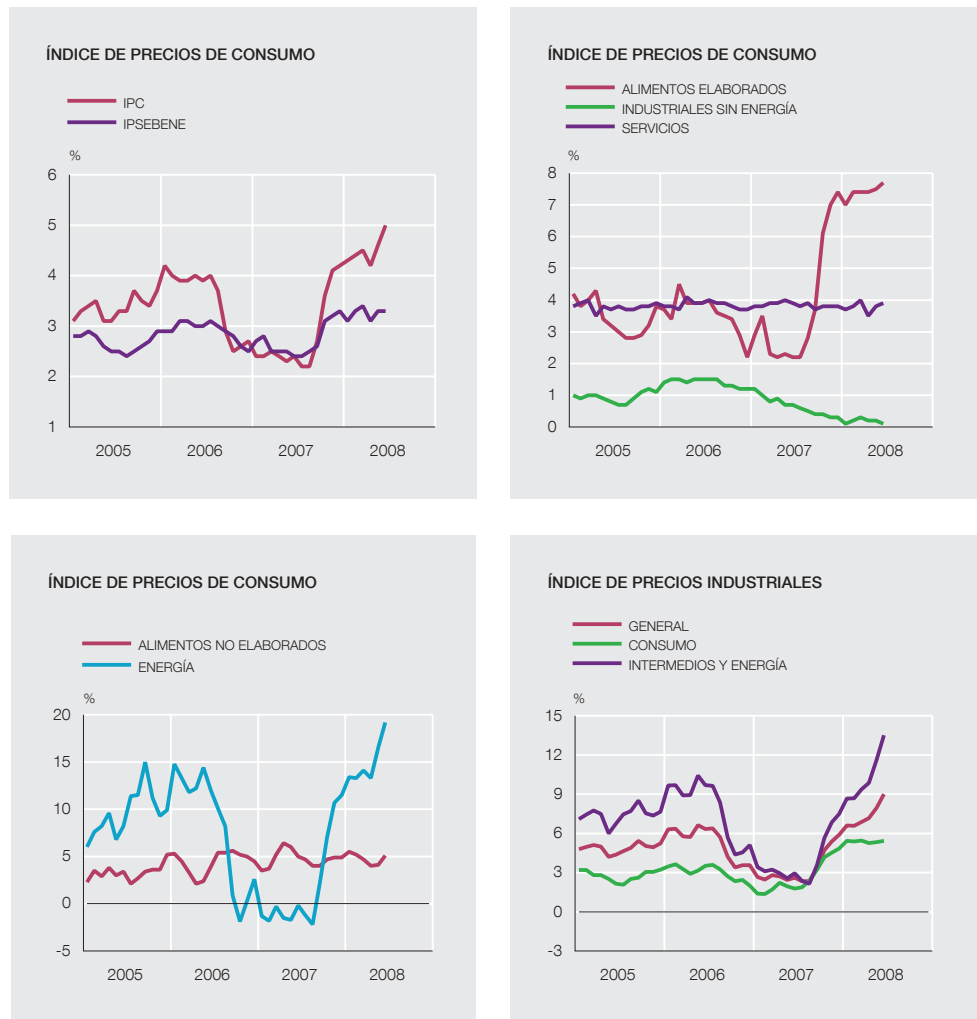 ÍNDICE DE PRECIOS DE CONSUMO
IPC
IPSEBENE
%
6
5
4
3
2
1
2005 2006 2007 2008
ÍNDICE DE PRECIOS DE CONSUMO
ALIMENTOS ELABORADOS
INDUSTRIALES SIN ENERGÍA
SERVICIOS
%
8
7
6
5
4
3
2
1
0
2005 2006 2007 2008
ÍNDICE DE PRECIOS DE CONSUMO
ALIMENTOS NO ELABORADOS
ENERGÍA
%
20
15
10
5
0
-5
2005 2006 2007 2008
ÍNDICE DE PRECIOS INDUSTRIALES
GENERAL
CONSUMO
INTERMEDIOS Y ENERGÍA
%
15
12
9
6
3
0
-3
2005 2006 2007 2008